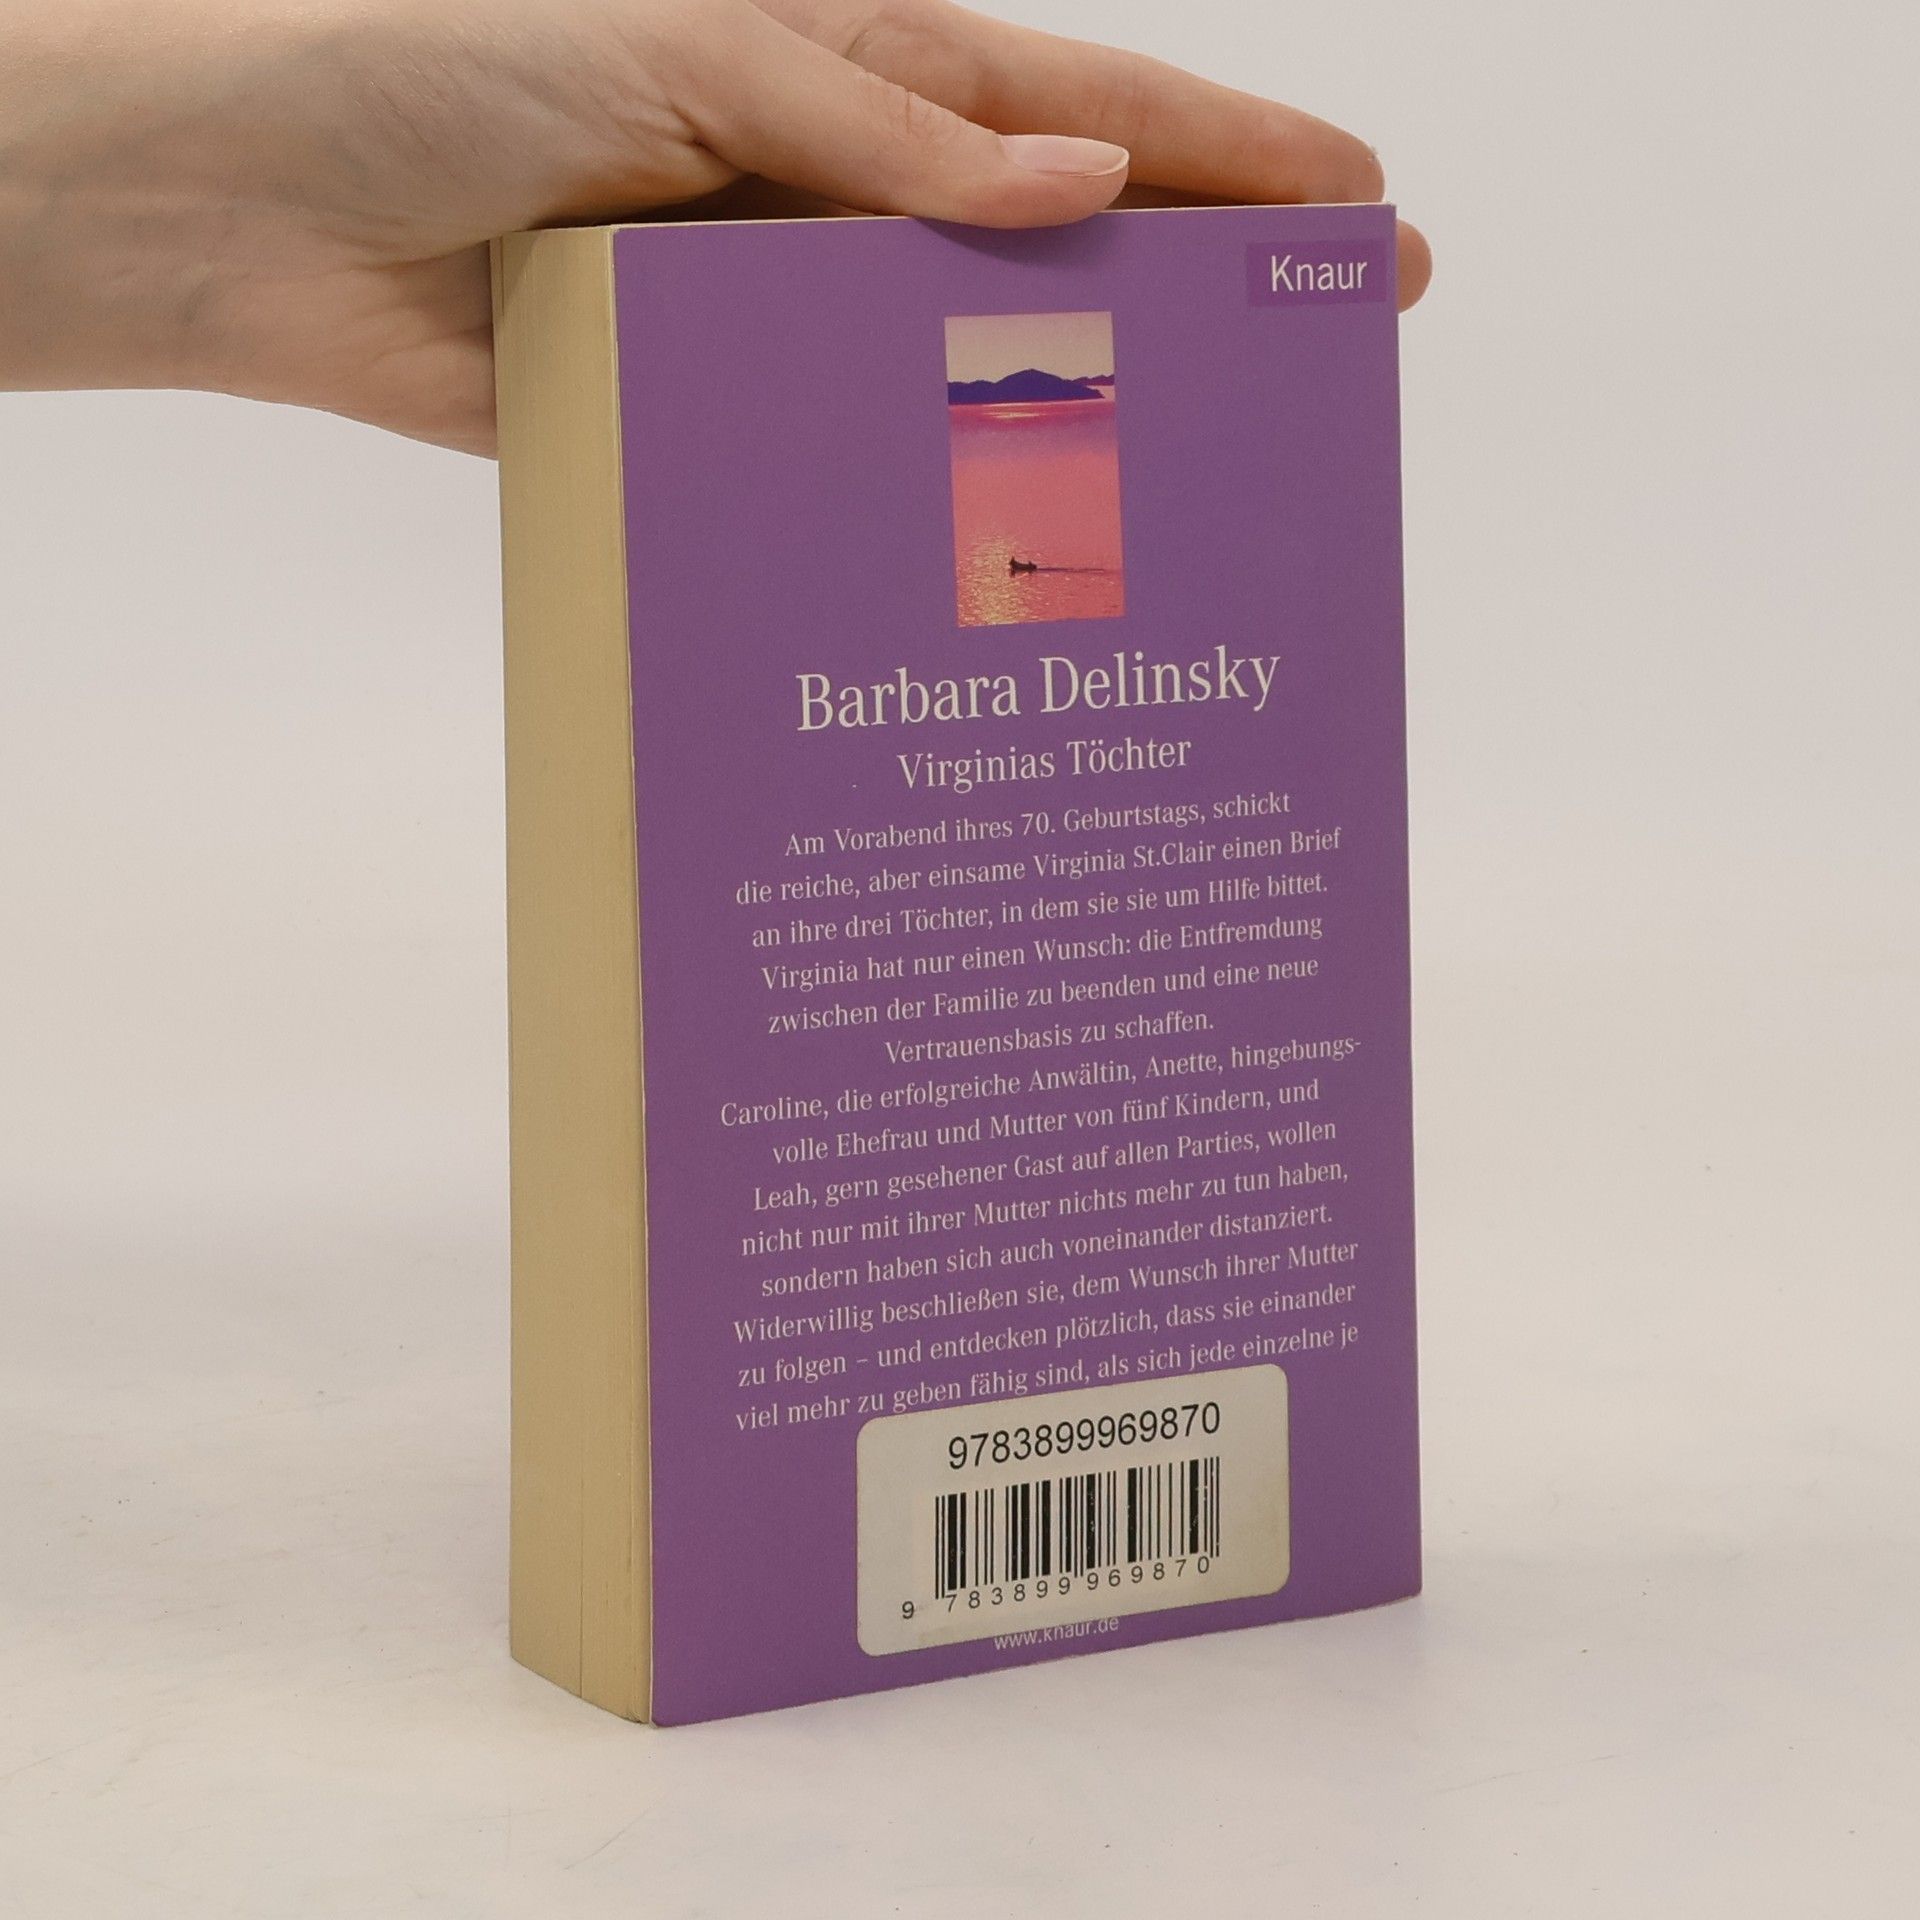 Knaur
Barbara Delinsky
Virginias Töchter
Am Vorabend ihres 70. Geburtstags, schickt
die reiche, aber einsame Virginia St.Clair einen Brief
an ihre drei Töchter, in dem sie sie um Hilfe bittet.
Virginia hat nur einen Wunsch: die Entfremdung
zwischen der Familie zu beenden und eine neue
Vertrauensbasis zu schaffen.
Caroline, die erfolgreiche Anwältin, Anette, hingebungs-
volle Ehefrau und Mutter von fünf Kindern, und
Leah, gern gesehener Gast auf allen Parties, wollen
nicht nur mit ihrer Mutter nichts mehr zu tun haben,
sondern haben sich auch voneinander distanziert.
Widerwillig beschließen sie, dem Wunsch ihrer Mutter
zu folgen – und entdecken plötzlich, dass sie einander
viel mehr zu geben fähig sind, als sich jede einzelne je
9783899969870
9 783899 969870
www.knaur.de